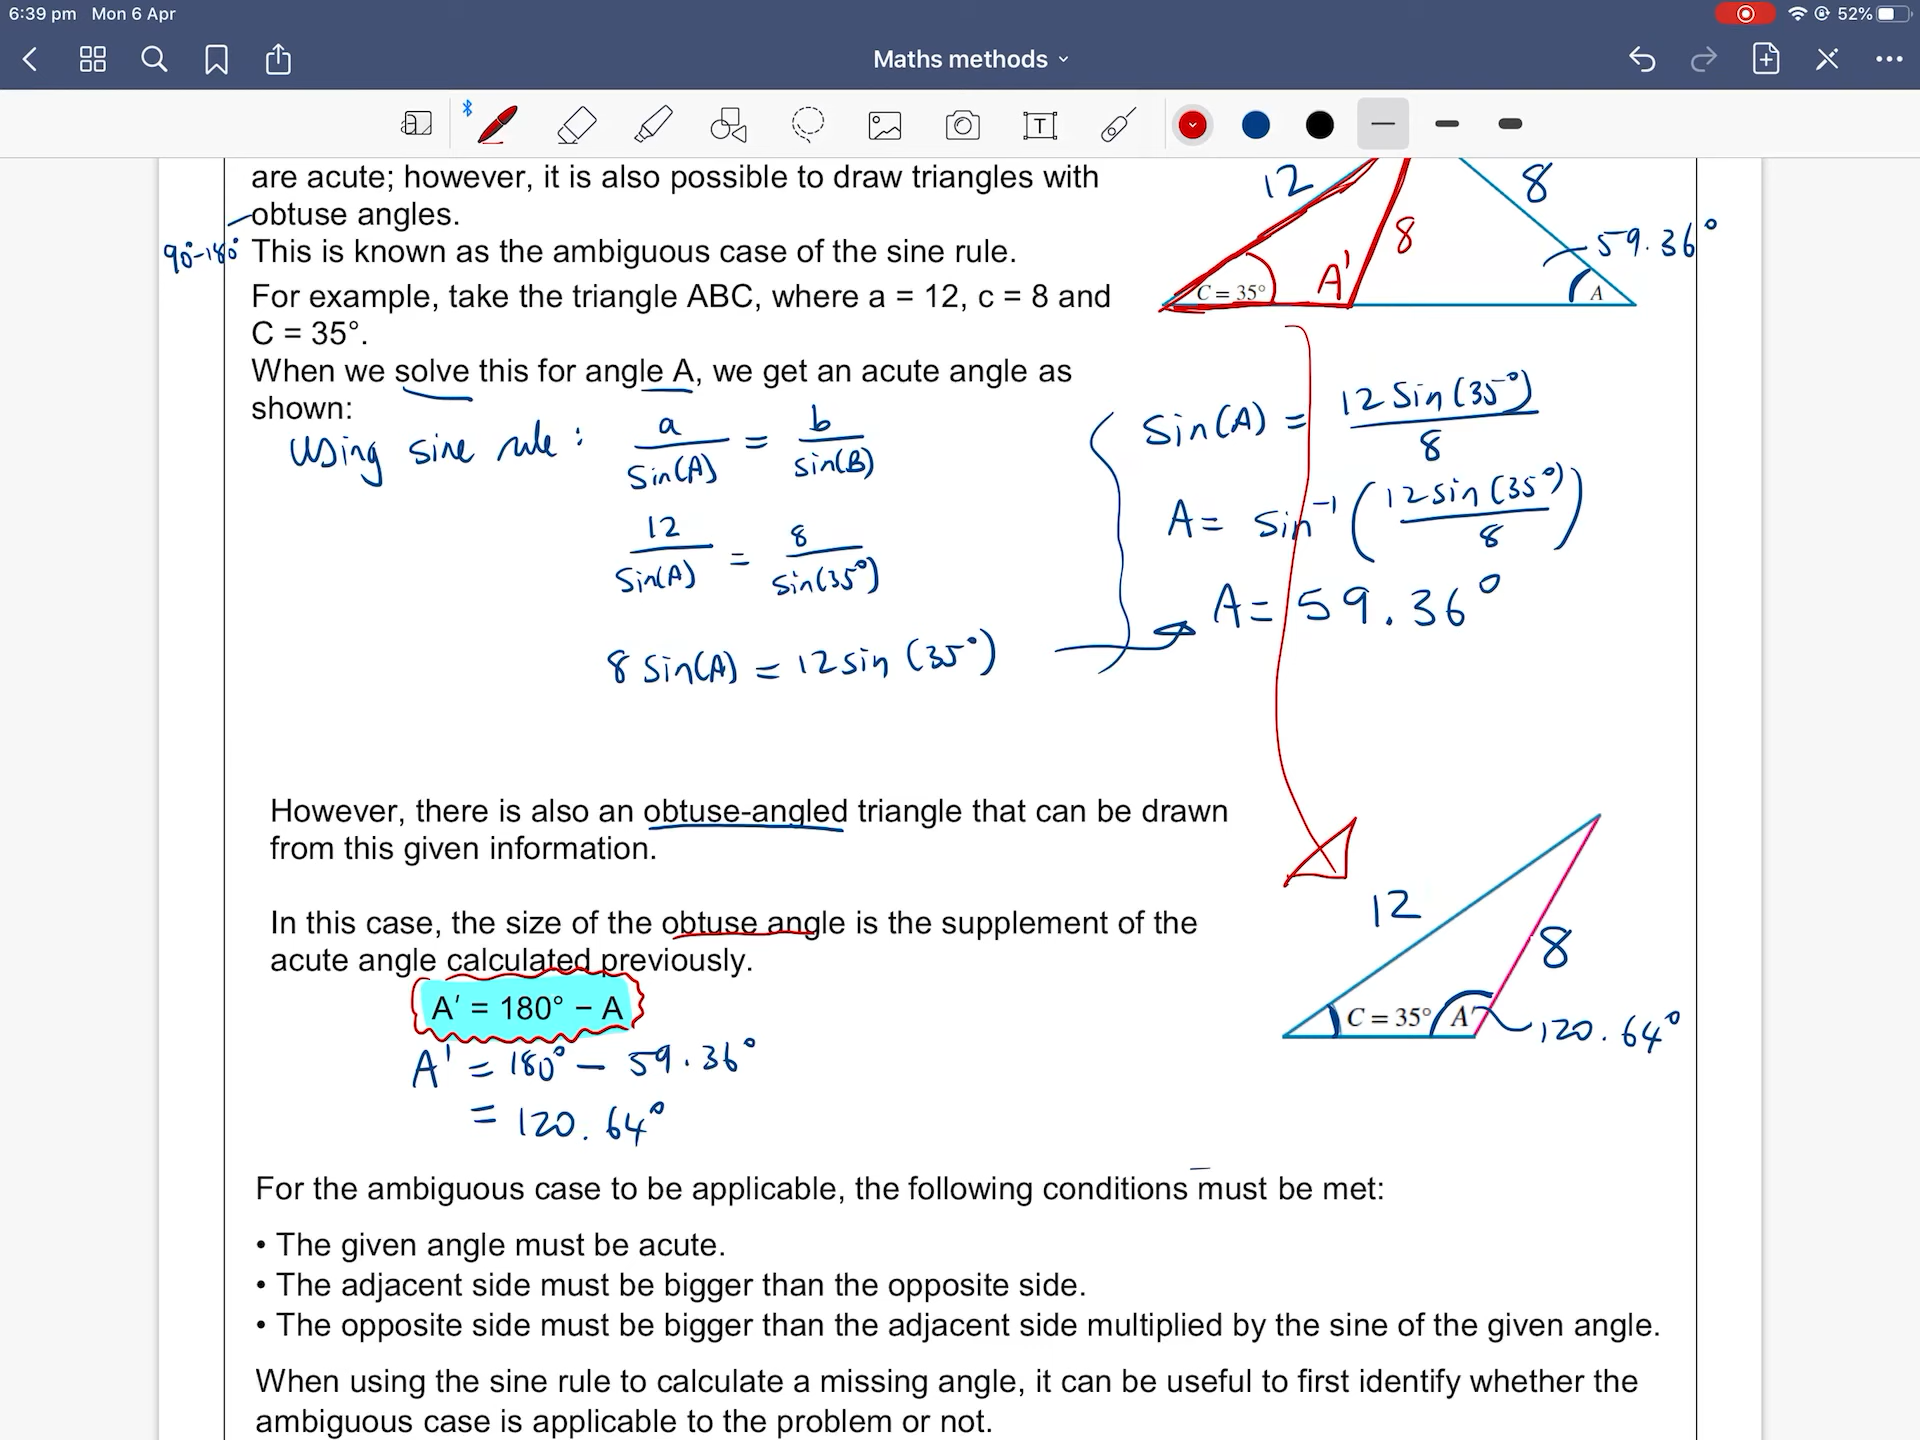 6:39 pm Mon 6 Apr
52%
Maths methods
are acute; however, it is also possible to draw triangles with
obtuse angles.
90°-180°
This is known as the ambiguous case of the sine rule.
For example, take the triangle ABC, where a = 12, c = 8 and
C = 35°.
When we solve this for angle A, we get an acute angle as
shown:
12
8
8
59.36°
C = 35°
A'
A
Using sine rule: a/Sin(A) = b/sin(B)
12/Sin(A) = 8/sin(35°)
8 Sin(A) = 12 sin (35°)
Sin(A) = 12 Sin(35°)/8
A = Sin⁻¹ (12 sin (35°)/8)
A = 59.36°
However, there is also an obtuse-angled triangle that can be drawn
from this given information.
In this case, the size of the obtuse angle is the supplement of the
acute angle calculated previously.
A′ = 180° − A
A' = 180° − 59.36°
= 120.64°
12
8
C = 35°
A'
120.64°
For the ambiguous case to be applicable, the following conditions must be met:
• The given angle must be acute.
• The adjacent side must be bigger than the opposite side.
• The opposite side must be bigger than the adjacent side multiplied by the sine of the given angle.
When using the sine rule to calculate a missing angle, it can be useful to first identify whether the
ambiguous case is applicable to the problem or not.